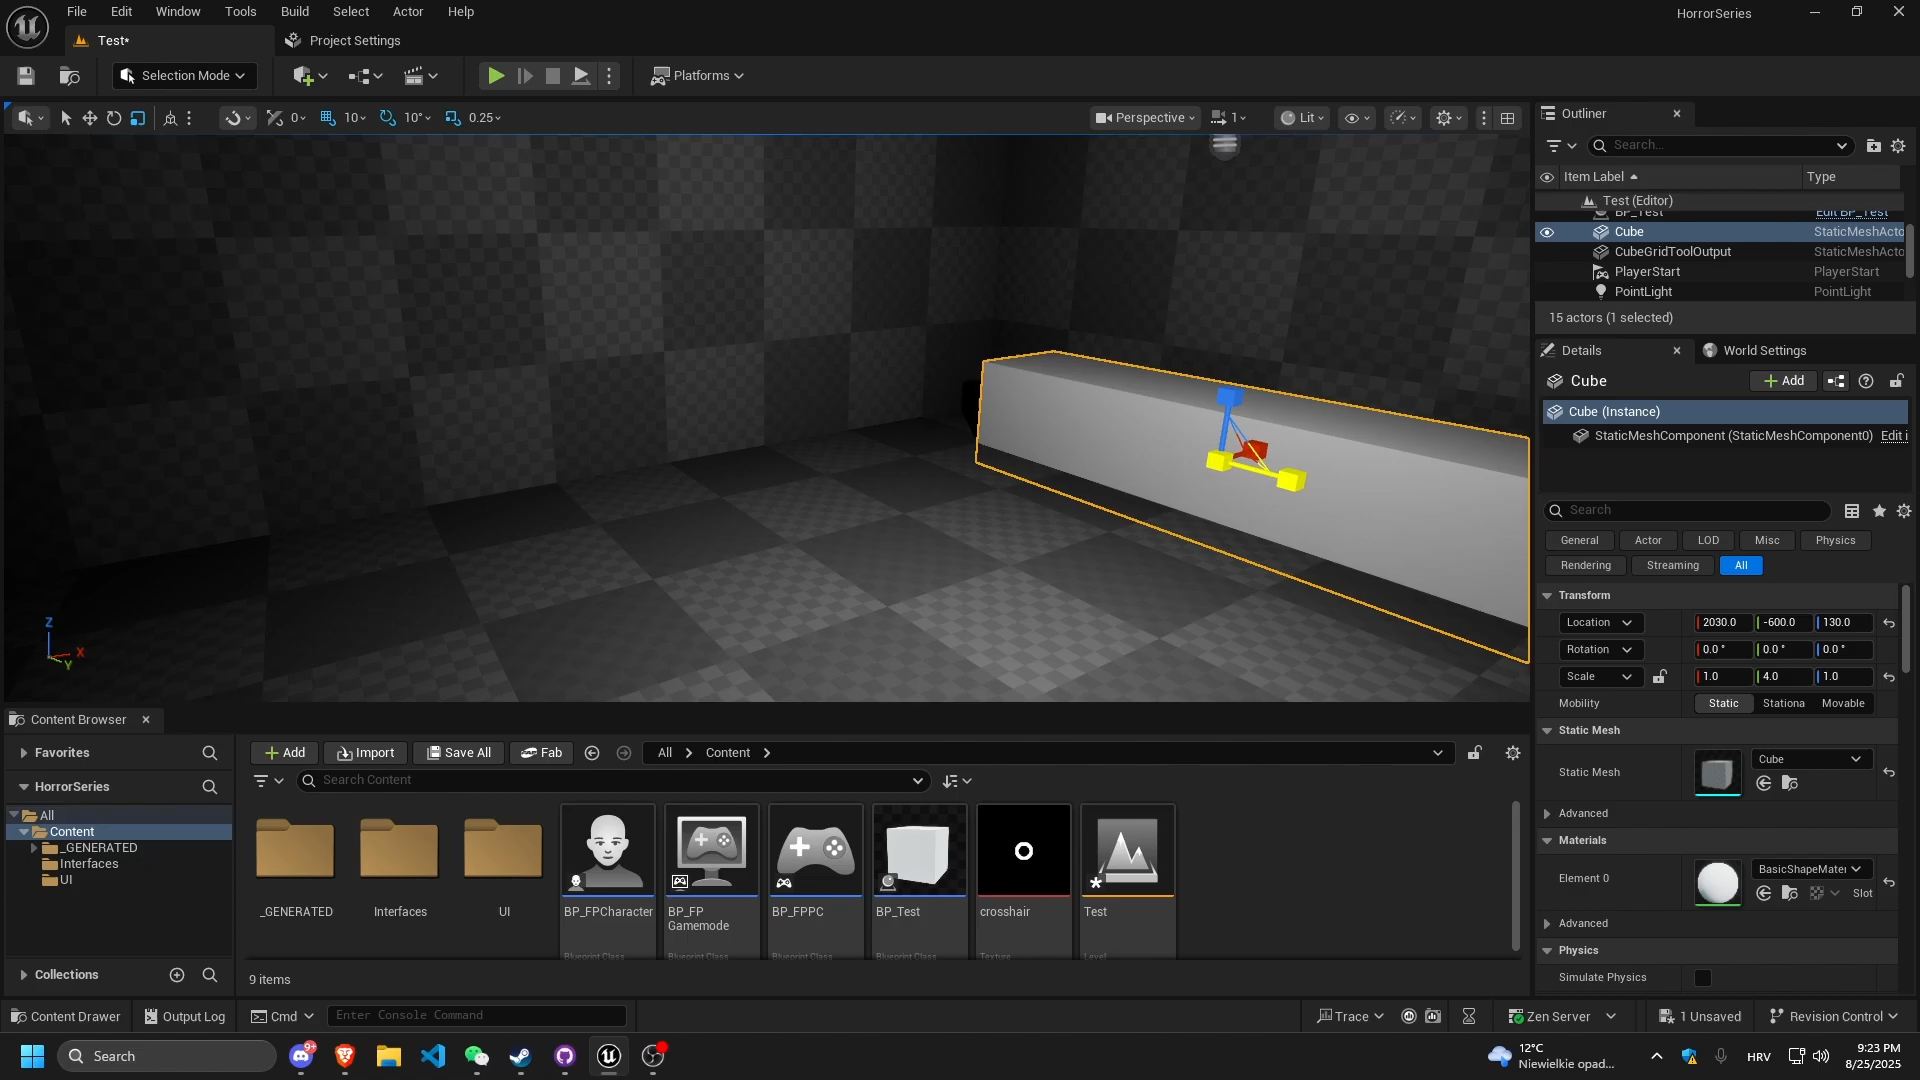 File Edit Window Tools Build Select Actor Help
HorrorSeries
Test*
Project Settings
Selection Mode
Platforms
0
10
10°
0.25
Perspective
1
Lit
Outliner
Search...
Item Label
Type
Test (Editor)
BP_Test
Edit BP_Test
Cube
StaticMeshActo
CubeGridToolOutput
StaticMeshActo
PlayerStart
PlayerStart
PointLight
PointLight
15 actors (1 selected)
Details
World Settings
Cube
Add
Cube (Instance)
StaticMeshComponent (StaticMeshComponent0)
Edit i
Search
General Actor LOD Misc Physics
Rendering Streaming All
Transform
Location 2030.0 -600.0 130.0
Rotation 0.0 ° 0.0 ° 0.0 °
Scale 1.0 4.0 1.0
Mobility Static Stationa Movable
Static Mesh
Static Mesh
Cube
Advanced
Materials
Element 0
BasicShapeMater
Slot
Advanced
Physics
Simulate Physics
Z
X
Y
Content Browser
Favorites
HorrorSeries
All
Content
_GENERATED
Interfaces
UI
Collections
Add Import Save All Fab
All Content
Search Content
_GENERATED
Interfaces
UI
BP_FPCharacter
Blueprint Class
BP_FP
Gamemode
Blueprint Class
BP_FPPC
Blueprint Class
BP_Test
Blueprint Class
crosshair
Texture
Test
Level
9 items
Content Drawer
Output Log
Cmd
Enter Console Command
Trace
Zen Server
1 Unsaved
Revision Control
Search
9+
12°C
Niewielkie opad...
HRV
9:23 PM
8/25/2025